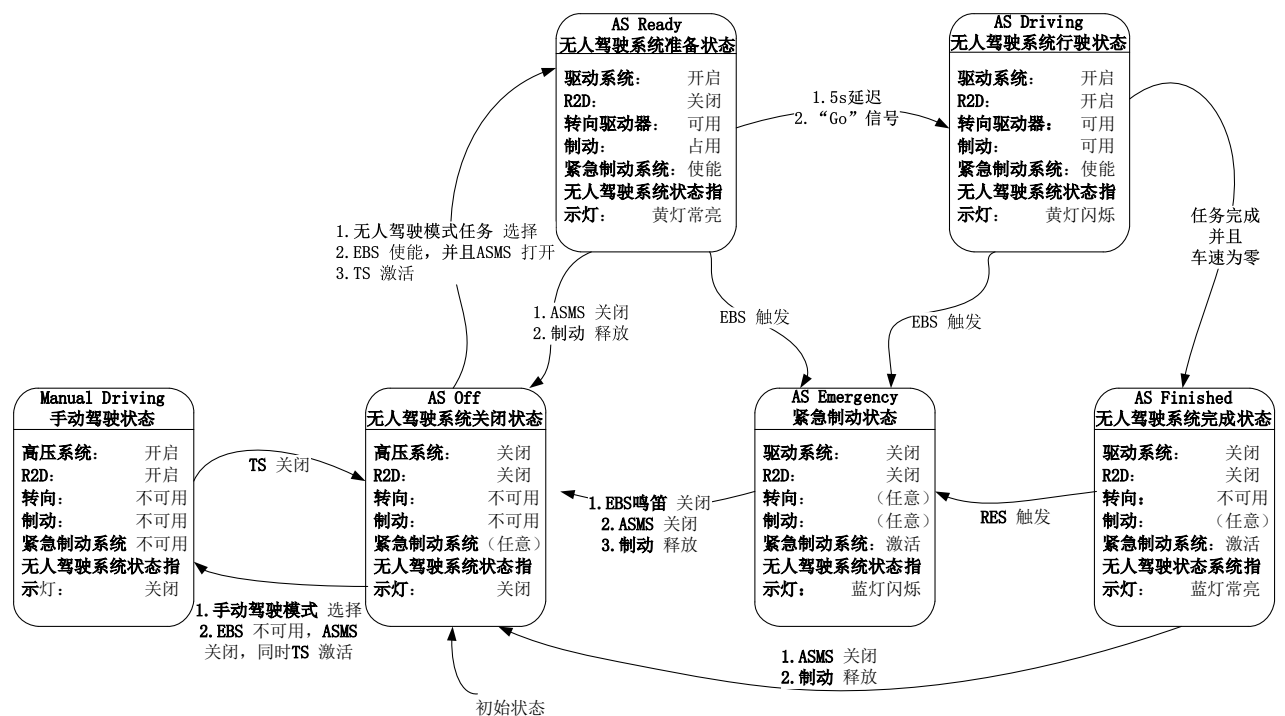 AS Ready
无人驾驶系统准备状态
驱动系统： 开启
R2D： 关闭
转向驱动器： 可用
制动： 占用
紧急制动系统：使能
无人驾驶系统状态指
示灯： 黄灯常亮
1.5s延迟
2.“Go”信号
AS Driving
无人驾驶系统行驶状态
驱动系统： 开启
R2D： 开启
转向驱动器： 可用
制动： 可用
紧急制动系统：使能
无人驾驶系统状态指
示灯： 黄灯闪烁
任务完成
并且
车速为零
1.无人驾驶模式任务 选择
2.EBS 使能，并且ASMS 打开
3.TS 激活
1.ASMS 关闭
2.制动 释放
EBS 触发
EBS 触发
Manual Driving
手动驾驶状态
高压系统： 开启
R2D： 开启
转向： 不可用
制动： 不可用
紧急制动系统 不可用
无人驾驶系统状态指
示灯： 关闭
TS 关闭
1.手动驾驶模式 选择
2.EBS 不可用，ASMS
关闭，同时TS 激活
AS Off
无人驾驶系统关闭状态
高压系统： 关闭
R2D： 关闭
转向： 不可用
制动： 不可用
紧急制动系统（任意）
无人驾驶系统状态指
示灯： 关闭
1.EBS鸣笛 关闭
2.ASMS 关闭
3.制动 释放
AS Emergency
紧急制动状态
驱动系统： 关闭
R2D： 关闭
转向： （任意）
制动： （任意）
紧急制动系统：激活
无人驾驶系统状态指
示灯： 蓝灯闪烁
RES 触发
AS Finished
无人驾驶系统完成状态
驱动系统： 关闭
R2D： 关闭
转向： 不可用
制动： （任意）
紧急制动系统：激活
无人驾驶状态系统指
示灯： 蓝灯常亮
1.ASMS 关闭
2.制动 释放
初始状态